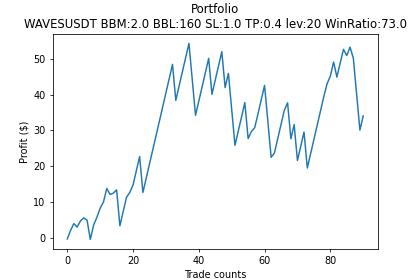 Portfolio
WAVESUSDT BBM:2.0 BBL:160 SL:1.0 TP:0.4 lev:20 WinRatio:73.0
50
40
30
20
10
0
Profit ($)
0 20 40 60 80
Trade counts